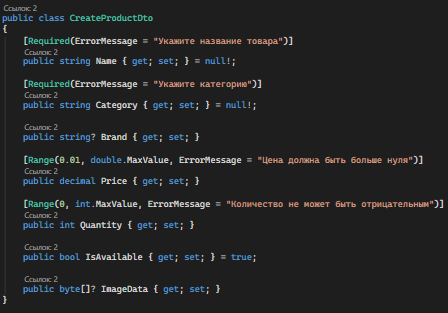 Ссылок: 2
public class CreateProductDto
{
[Required(ErrorMessage = "Укажите название товара")]
Ссылок: 2
public string Name { get; set; } = null!;
[Required(ErrorMessage = "Укажите категорию")]
Ссылок: 2
public string Category { get; set; } = null!;
Ссылок: 2
public string? Brand { get; set; }
[Range(0.01, double.MaxValue, ErrorMessage = "Цена должна быть больше нуля")]
Ссылок: 2
public decimal Price { get; set; }
[Range(0, int.MaxValue, ErrorMessage = "Количество не может быть отрицательным")]
Ссылок: 2
public int Quantity { get; set; }
Ссылок: 2
public bool IsAvailable { get; set; } = true;
Ссылок: 2
public byte[]? ImageData { get; set; }
}